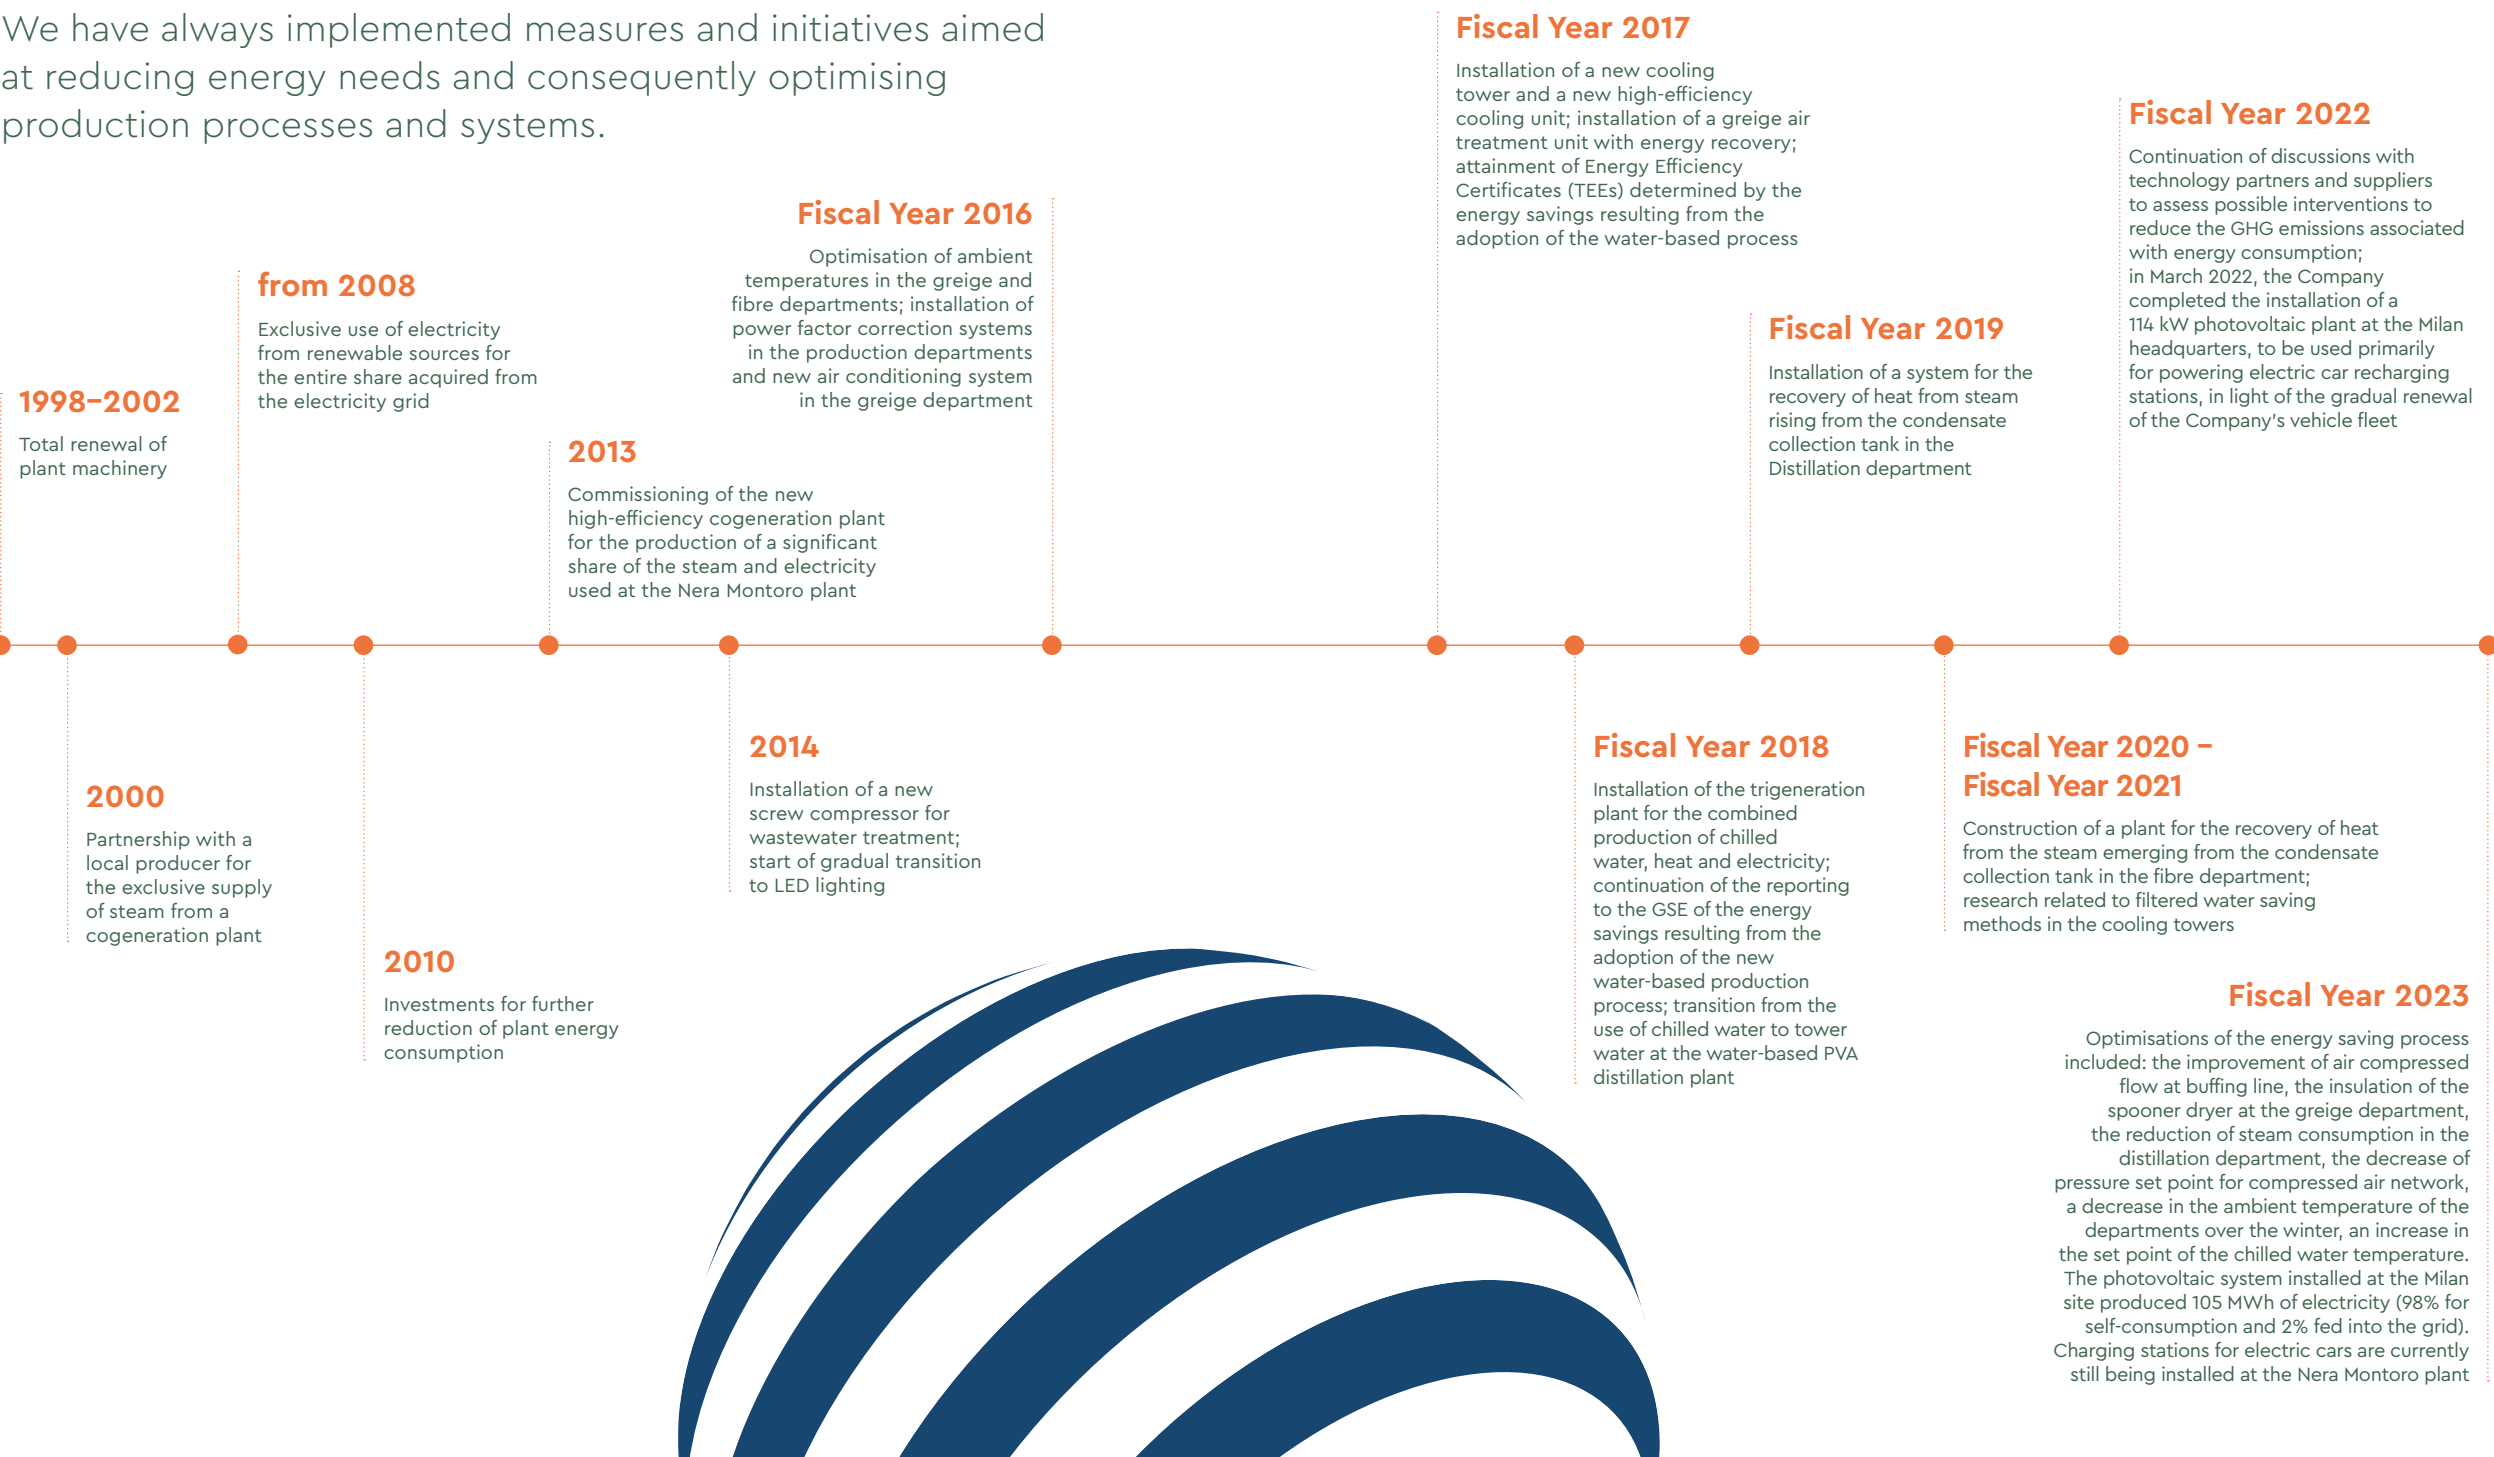 We have always implemented measures and initiatives aimed
at reducing energy needs and consequently optimising
production processes and systems.
1998–2002
Total renewal of
plant machinery
2000
Partnership with a
local producer for
the exclusive supply
of steam from a
cogeneration plant
from 2008
Exclusive use of electricity
from renewable sources for
the entire share acquired from
the electricity grid
2010
Investments for further
reduction of plant energy
consumption
2013
Commissioning of the new
high-efficiency cogeneration plant
for the production of a significant
share of the steam and electricity
used at the Nera Montoro plant
2014
Installation of a new
screw compressor for
wastewater treatment;
start of gradual transition
to LED lighting
Fiscal Year 2016
Optimisation of ambient
temperatures in the greige and
fibre departments; installation of
power factor correction systems
in the production departments
and new air conditioning system
in the greige department
Fiscal Year 2017
Installation of a new cooling
tower and a new high-efficiency
cooling unit; installation of a greige air
treatment unit with energy recovery;
attainment of Energy Efficiency
Certificates (TEEs) determined by the
energy savings resulting from the
adoption of the water-based process
Fiscal Year 2018
Installation of the trigeneration
plant for the combined
production of chilled
water, heat and electricity;
continuation of the reporting
to the GSE of the energy
savings resulting from the
adoption of the new
water-based production
process; transition from the
use of chilled water to tower
water at the water-based PVA
distillation plant
Fiscal Year 2019
Installation of a system for the
recovery of heat from steam
rising from the condensate
collection tank in the
Distillation department
Fiscal Year 2020 –
Fiscal Year 2021
Construction of a plant for the recovery of heat
from the steam emerging from the condensate
collection tank in the fibre department;
research related to filtered water saving
methods in the cooling towers
Fiscal Year 2022
Continuation of discussions with
technology partners and suppliers
to assess possible interventions to
reduce the GHG emissions associated
with energy consumption;
in March 2022, the Company
completed the installation of a
114 kW photovoltaic plant at the Milan
headquarters, to be used primarily
for powering electric car recharging
stations, in light of the gradual renewal
of the Company's vehicle fleet
Fiscal Year 2023
Optimisations of the energy saving process
included: the improvement of air compressed
flow at buffing line, the insulation of the
spooner dryer at the greige department,
the reduction of steam consumption in the
distillation department, the decrease of
pressure set point for compressed air network,
a decrease in the ambient temperature of the
departments over the winter, an increase in
the set point of the chilled water temperature.
The photovoltaic system installed at the Milan
site produced 105 MWh of electricity (98% for
self-consumption and 2% fed into the grid).
Charging stations for electric cars are currently
still being installed at the Nera Montoro plant